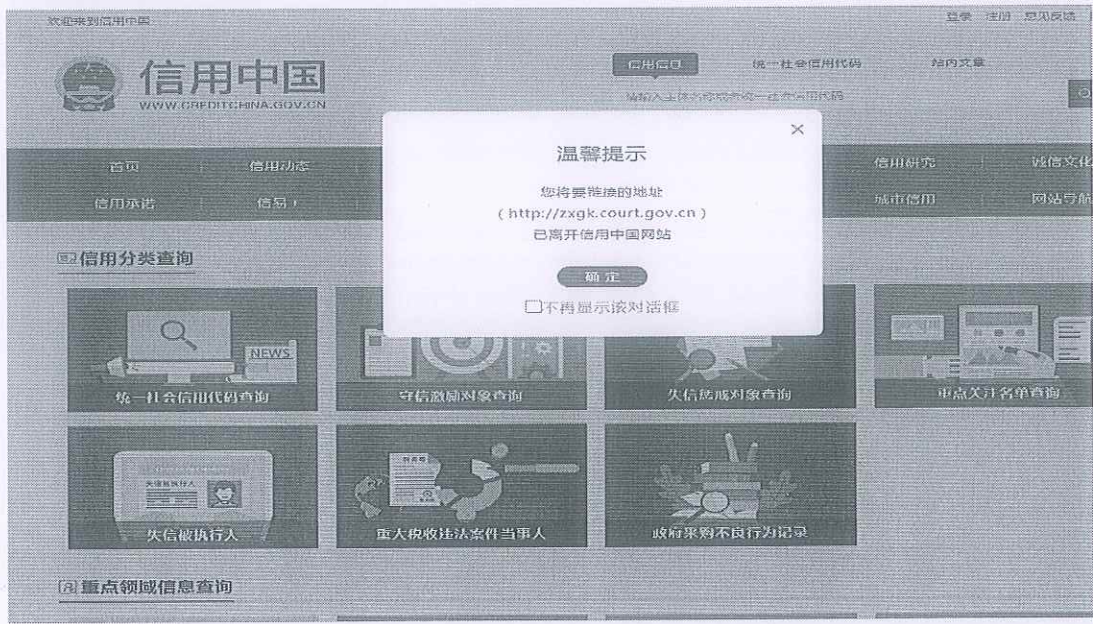 欢迎来到信用中国
登录 注册 意见反馈
信用中国
WWW.CREDITCHINA.GOV.CN
信用信息 统一社会信用代码 站内文章
首页 信用动态 信用研究 诚信文化
信用承诺 信易+ 城市信用 网站导航
×
温馨提示
您将要链接的地址
(http://zxgk.court.gov.cn)
已离开信用中国网站
确定
不再显示该对话框
信用分类查询
NEWS
统一社会信用代码查询 守信激励对象查询 失信惩戒对象查询 重点关注名单查询
失信被执行人
失信被执行人 重大税收违法案件当事人 政府采购不良行为记录
重点领域信息查询